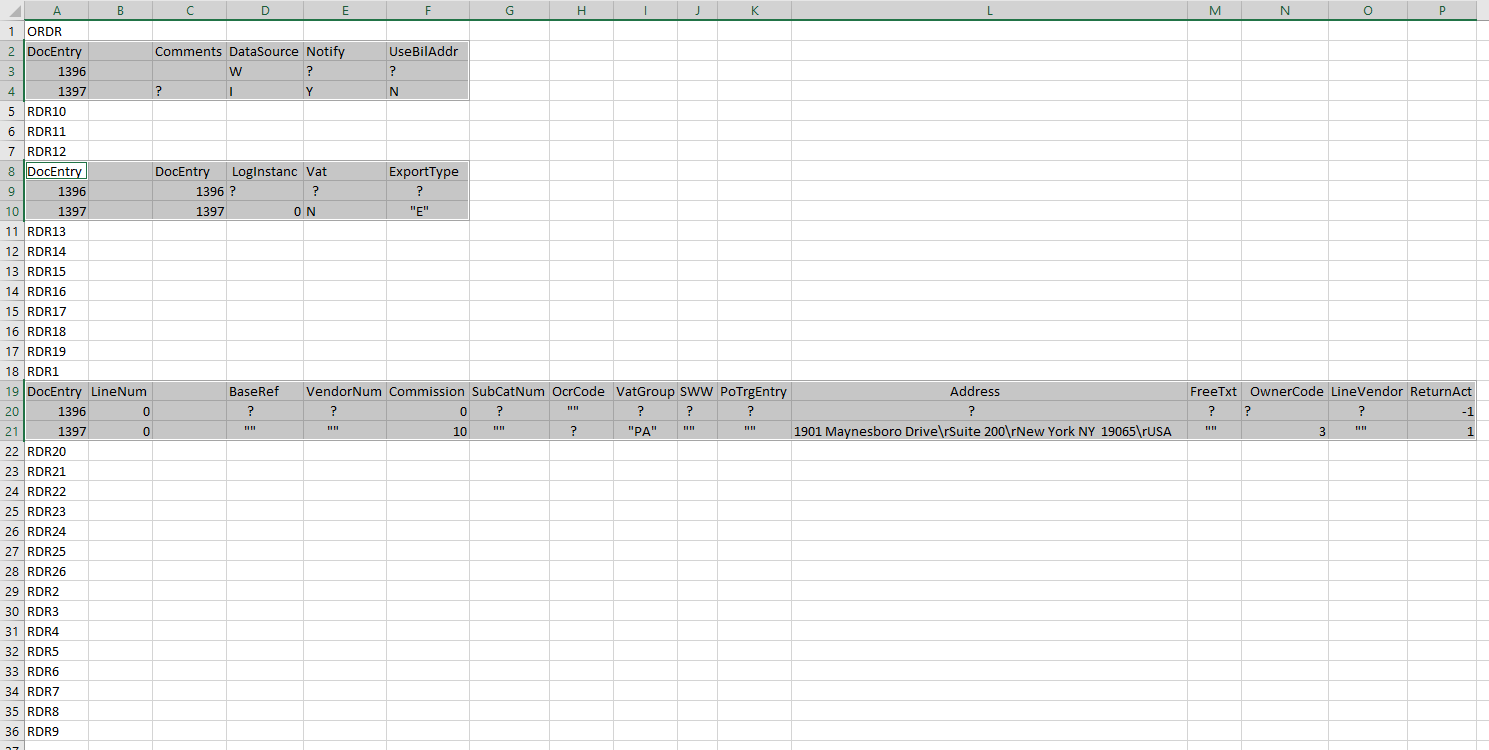 A B C D E F G H I J K L M N O P
1 ORDR
2 DocEntry Comments DataSource Notify UseBilAddr
3 1396 W ? ?
4 1397 ? I Y N
5 RDR10
6 RDR11
7 RDR12
8 DocEntry DocEntry LogInstanc Vat ExportType
9 1396 1396 ? ? ?
10 1397 1397 0 N "E"
11 RDR13
12 RDR14
13 RDR15
14 RDR16
15 RDR17
16 RDR18
17 RDR19
18 RDR1
19 DocEntry LineNum BaseRef VendorNum Commission SubCatNum OcrCode VatGroup SWW PoTrgEntry Address FreeTxt OwnerCode LineVendor ReturnAct
20 1396 0 ? ? 0 ? "" ? ? ? ? ? ? ? -1
21 1397 0 "" "" 10 "" ? "PA" "" "" 1901 Maynesboro Drive\rSuite 200\rNew York NY 19065\rUSA "" 3 "" 1
22 RDR20
23 RDR21
24 RDR22
25 RDR23
26 RDR24
27 RDR25
28 RDR26
29 RDR2
30 RDR3
31 RDR4
32 RDR5
33 RDR6
34 RDR7
35 RDR8
36 RDR9